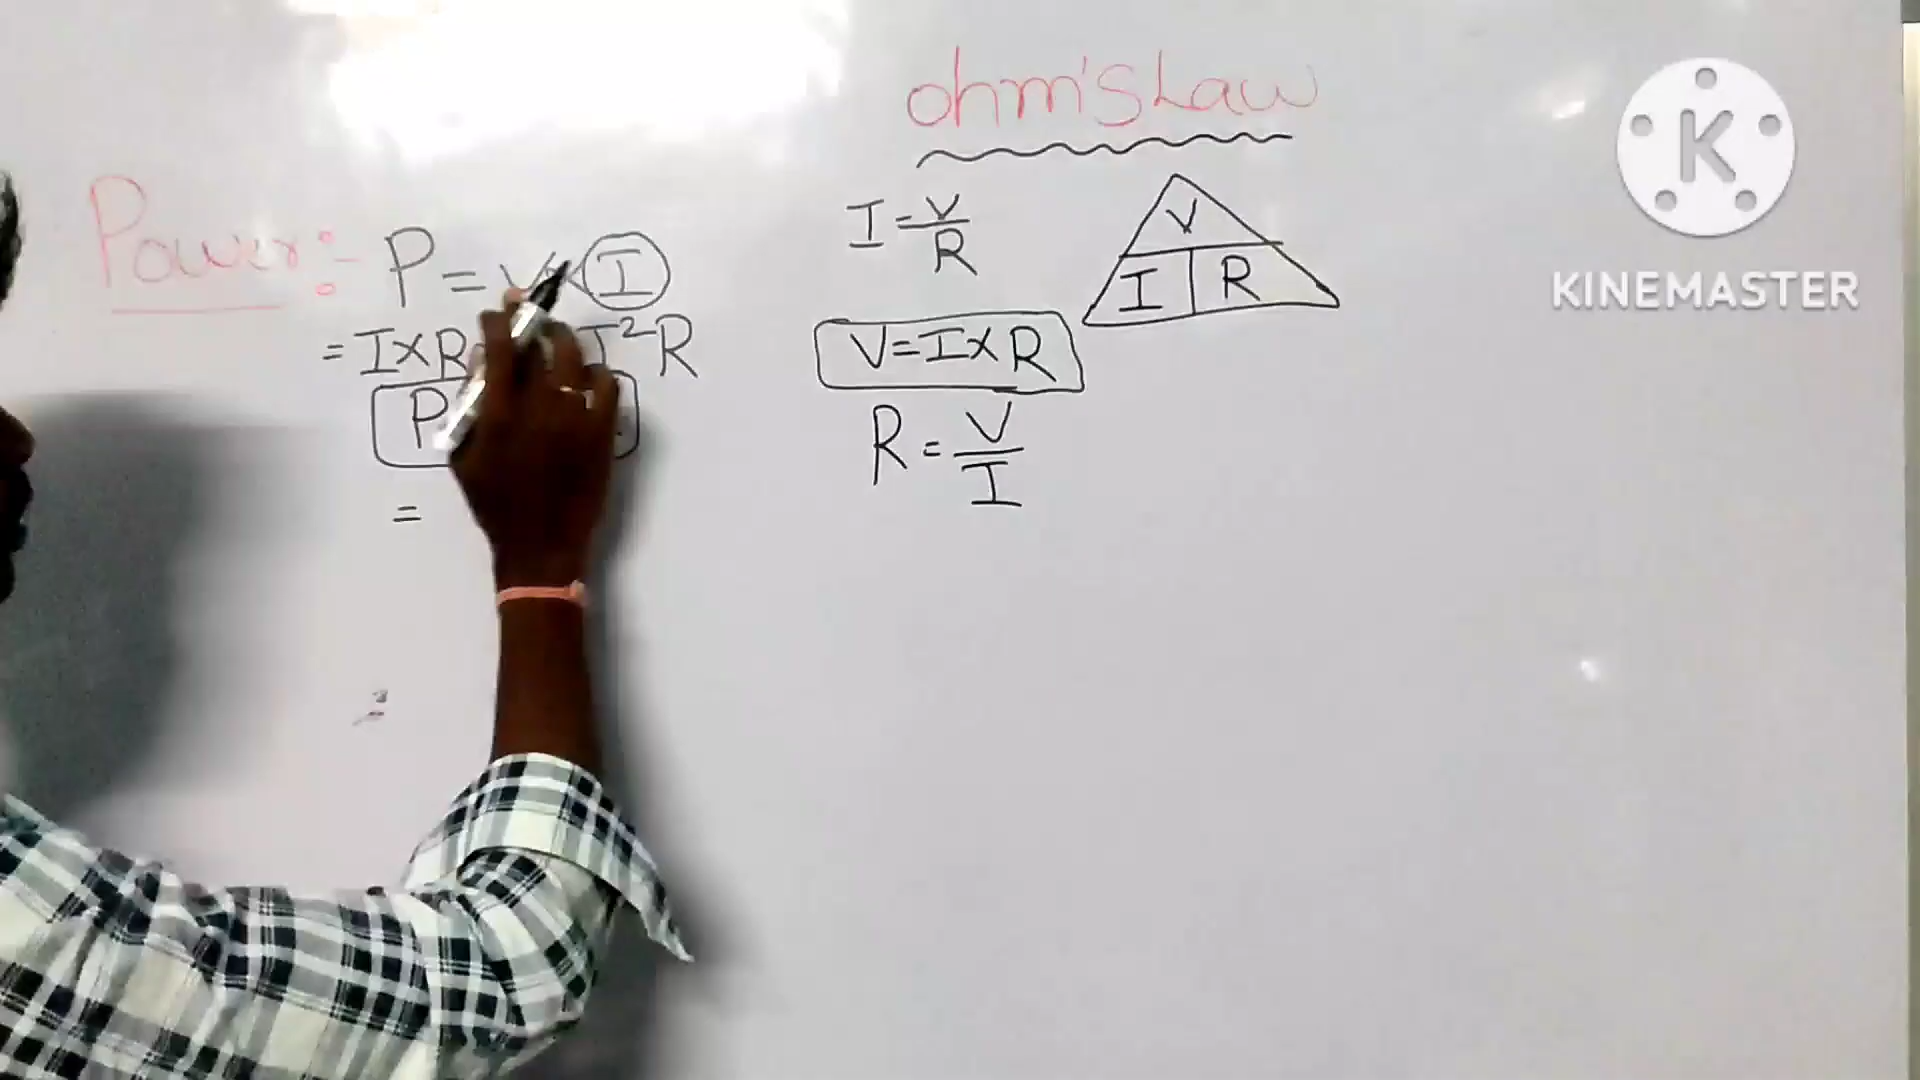 ohm's Law
Power:-
P = V×I
= I×R I²R
P
=
I = V/R
V
I R
V=I×R
R = V/I
K
KINEMASTER